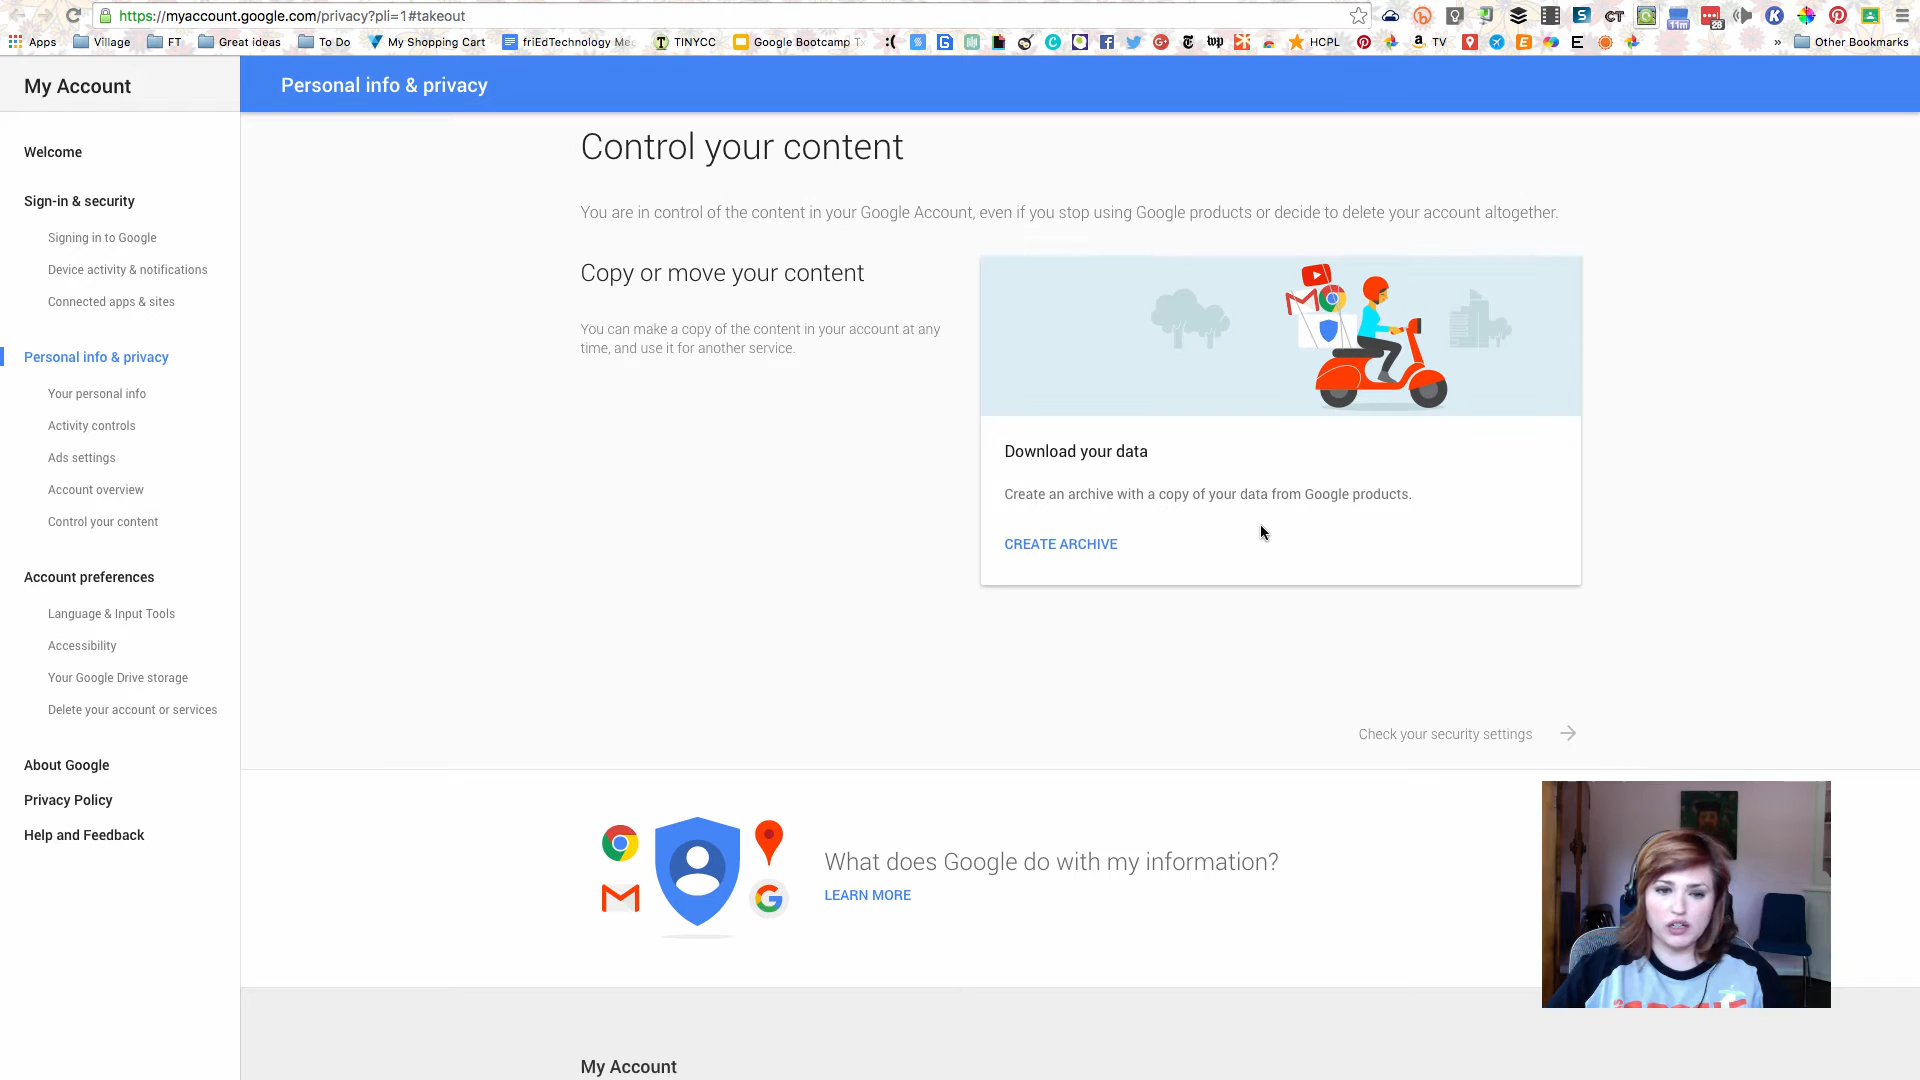 https://myaccount.google.com/privacy?pli=1#takeout
Apps Village FT Great ideas To Do My Shopping Cart friEdTechnology TINYCC Google Bootcamp HCPL TV » Other Bookmarks
My Account
Personal info & privacy
Welcome
Sign-in & security
Signing in to Google
Device activity & notifications
Connected apps & sites
Personal info & privacy
Your personal info
Activity controls
Ads settings
Account overview
Control your content
Account preferences
Language & Input Tools
Accessibility
Your Google Drive storage
Delete your account or services
About Google
Privacy Policy
Help and Feedback
Control your content
You are in control of the content in your Google Account, even if you stop using Google products or decide to delete your account altogether.
Copy or move your content
You can make a copy of the content in your account at any
time, and use it for another service.
Download your data
Create an archive with a copy of your data from Google products.
CREATE ARCHIVE
Check your security settings
What does Google do with my information?
LEARN MORE
My Account